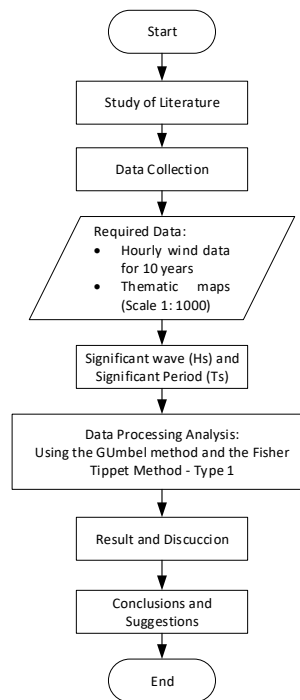 Start
Study of Literature
Data Collection
Required Data:
• Hourly wind data
for 10 years
• Thematic maps
(Scale 1: 1000)
Significant wave (Hs) and
Significant Period (Ts)
Data Processing Analysis:
Using the GUmbel method and the Fisher
Tippet Method - Type 1
Result and Discuccion
Conclusions and
Suggestions
End